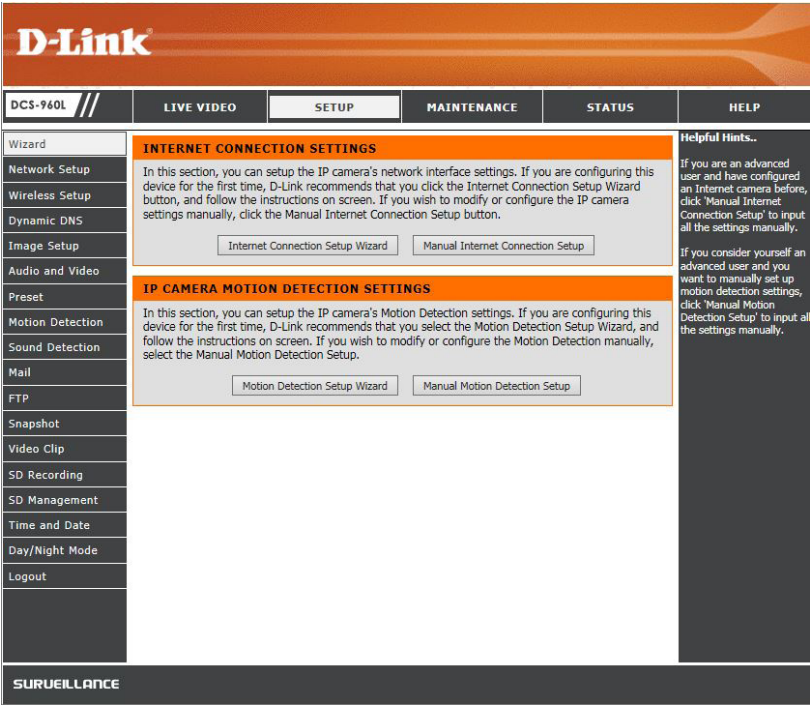 D-Link
DCS-960L
LIVE VIDEO
SETUP
MAINTENANCE
STATUS
HELP
Wizard
Network Setup
Wireless Setup
Dynamic DNS
Image Setup
Audio and Video
Preset
Motion Detection
Sound Detection
Mail
FTP
Snapshot
Video Clip
SD Recording
SD Management
Time and Date
Day/Night Mode
Logout
INTERNET CONNECTION SETTINGS
In this section, you can setup the IP camera's network interface settings. If you are configuring this
device for the first time, D-Link recommends that you click the Internet Connection Setup Wizard
button, and follow the instructions on screen. If you wish to modify or configure the IP camera
settings manually, click the Manual Internet Connection Setup button.
Internet Connection Setup Wizard
Manual Internet Connection Setup
IP CAMERA MOTION DETECTION SETTINGS
In this section, you can setup the IP camera's Motion Detection settings. If you are configuring this
device for the first time, D-Link recommends that you select the Motion Detection Setup Wizard, and
follow the instructions on screen. If you wish to modify or configure the Motion Detection manually,
select the Manual Motion Detection Setup.
Motion Detection Setup Wizard
Manual Motion Detection Setup
Helpful Hints..
If you are an advanced
user and have configured
an Internet camera before,
click 'Manual Internet
Connection Setup' to input
all the settings manually.
If you consider yourself an
advanced user and you
want to manually set up
motion detection settings,
click 'Manual Motion
Detection Setup' to input all
the settings manually.
SURVEILLANCE